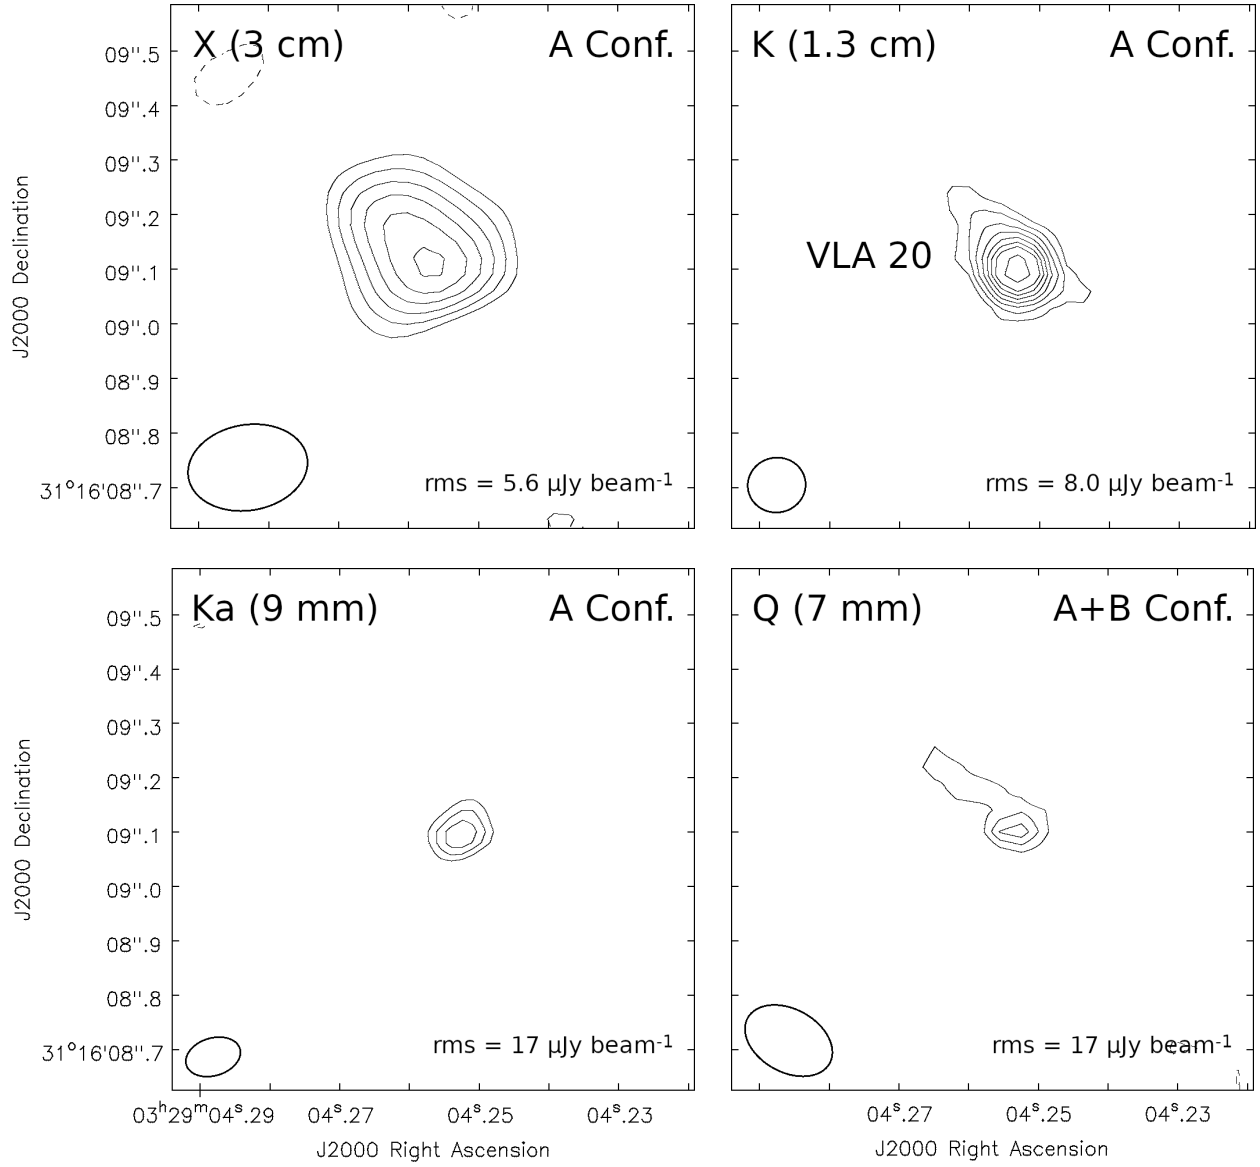 X (3 cm) A Conf.
K (1.3 cm) A Conf.
09".5
09".4
09".3
09".2
09".1
09".0
08".9
08".8
31°16'08".7
J2000 Declination
VLA 20
rms = 5.6 μJy beam-1
rms = 8.0 μJy beam-1
Ka (9 mm) A Conf.
Q (7 mm) A+B Conf.
09".5
09".4
09".3
09".2
09".1
09".0
08".9
08".8
31°16'08".7
J2000 Declination
rms = 17 μJy beam-1
rms = 17 μJy beam-1
03h29m04s.29 04s.27 04s.25 04s.23
04s.27 04s.25 04s.23
J2000 Right Ascension
J2000 Right Ascension